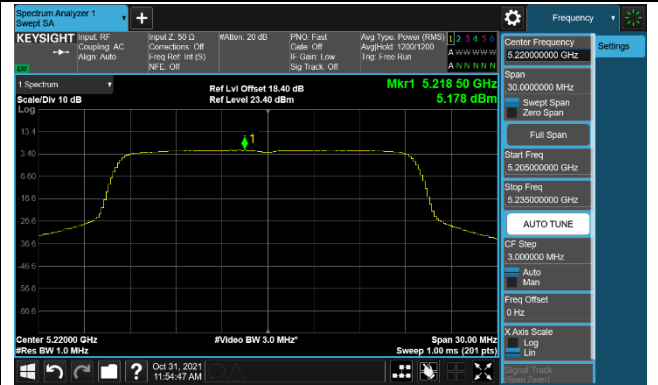 Spectrum Analyzer 1
Swept SA
+
Frequency
KEYSIGHT
Input: RF
Coupling: AC
Align: Auto
Input Z: 50 Ω
Corrections: Off
Freq Ref: Int (S)
NFE: Off
#Atten: 20 dB
PNO: Fast
Gate: Off
IF Gain: Low
Sig Track: Off
Avg Type: Power (RMS)
Avg|Hold: 1200/1200
Trig: Free Run
1 2 3 4 5 6
A W W W W W
A N N N N N
LXI
1 Spectrum
Scale/Div 10 dB
Log
Ref Lvl Offset 18.40 dB
Ref Level 23.40 dBm
Mkr1 5.218 50 GHz
5.178 dBm
1
13.4
3.40
-6.60
-16.6
-26.6
-36.6
-46.6
-56.6
-66.6
Center 5.22000 GHz
#Res BW 1.0 MHz
#Video BW 3.0 MHz*
Span 30.00 MHz
Sweep 1.00 ms (201 pts)
Oct 31, 2021
11:54:47 AM
?
Center Frequency
5.220000000 GHz
Settings
Span
30.0000000 MHz
Swept Span
Zero Span
Full Span
Start Freq
5.205000000 GHz
Stop Freq
5.235000000 GHz
AUTO TUNE
CF Step
3.000000 MHz
Auto
Man
Freq Offset
0 Hz
X Axis Scale
Log
Lin
Signal Track
(Span Zoom)